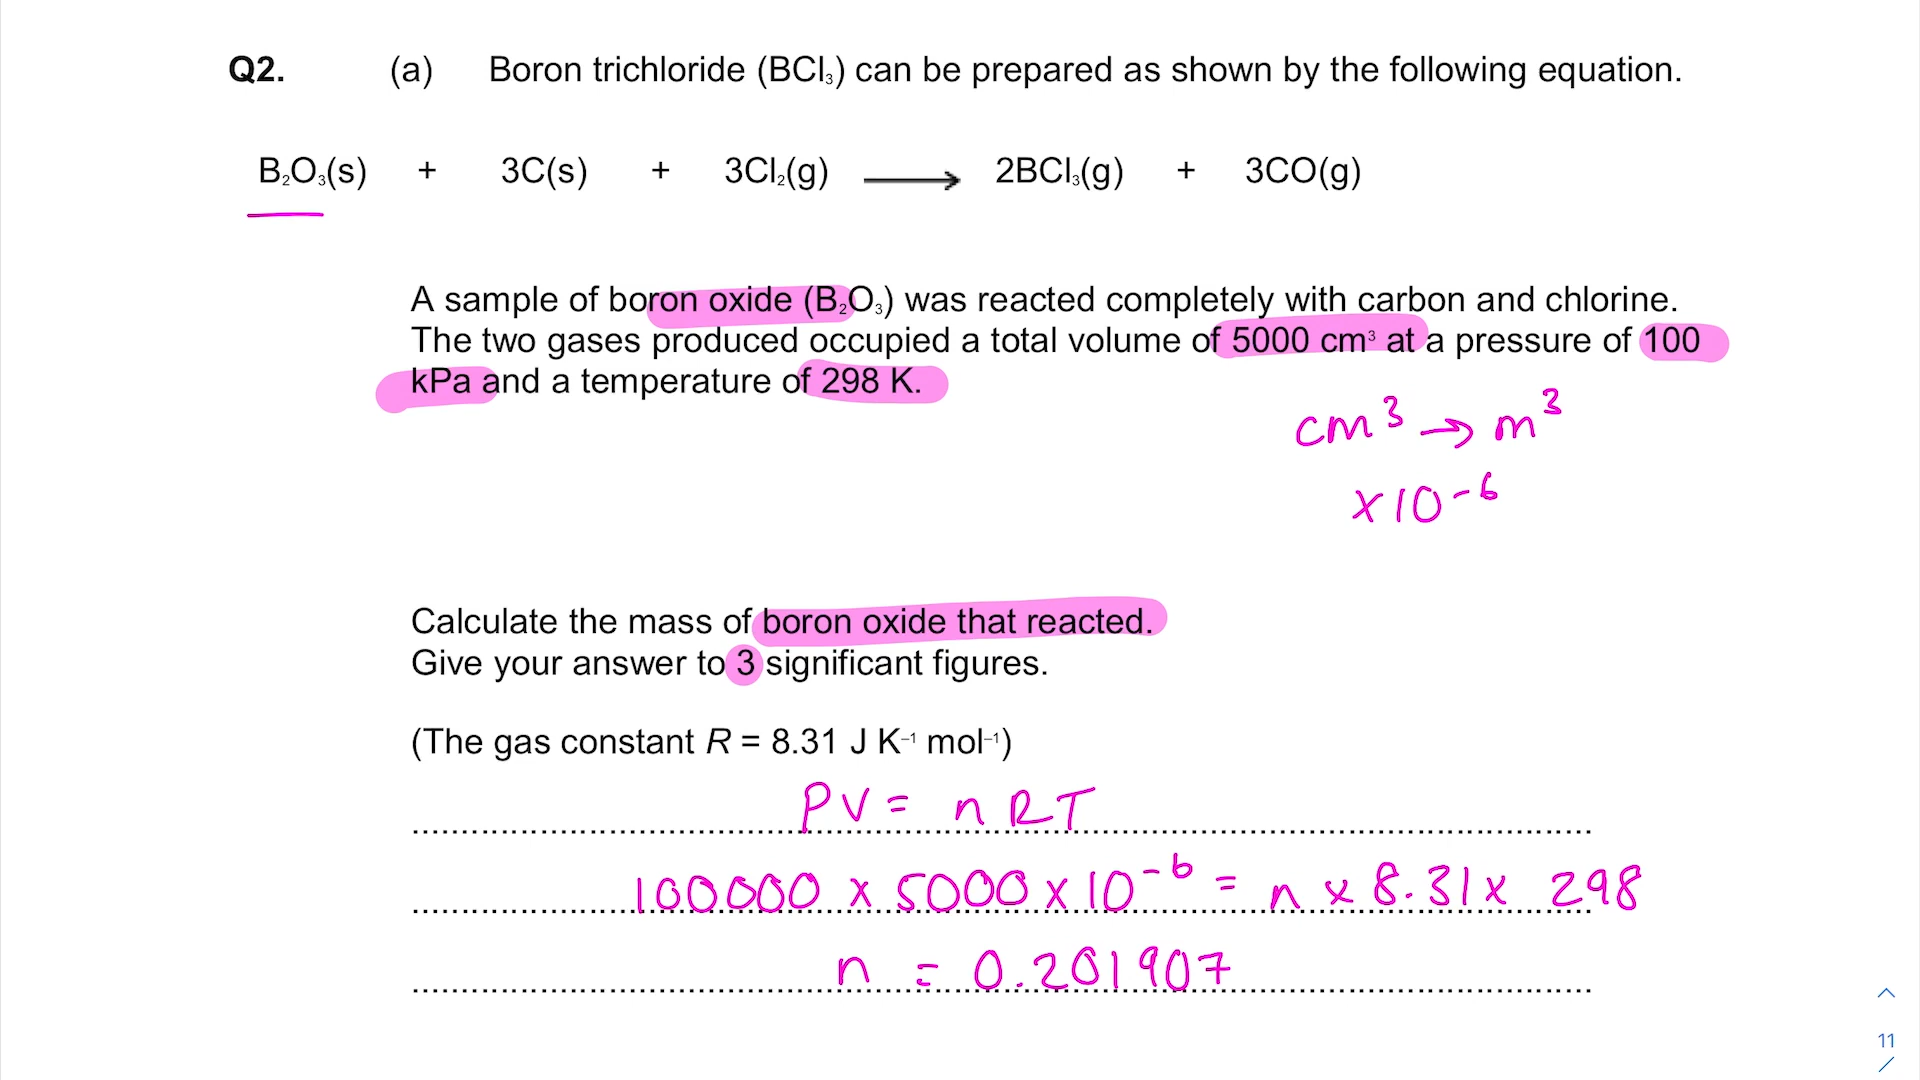 Q2. (a) Boron trichloride (BCl₃) can be prepared as shown by the following equation.
B₂O₃(s) + 3C(s) + 3Cl₂(g) ⟶ 2BCl₃(g) + 3CO(g)
A sample of boron oxide (B₂O₃) was reacted completely with carbon and chlorine.
The two gases produced occupied a total volume of 5000 cm³ at a pressure of 100
kPa and a temperature of 298 K.
cm³ → m³
×10⁻⁶
Calculate the mass of boron oxide that reacted.
Give your answer to 3 significant figures.
(The gas constant R = 8.31 J K⁻¹ mol⁻¹)
PV = nRT
100000 × 5000 × 10⁻⁶ = n × 8.31 × 298
n = 0.201907
11